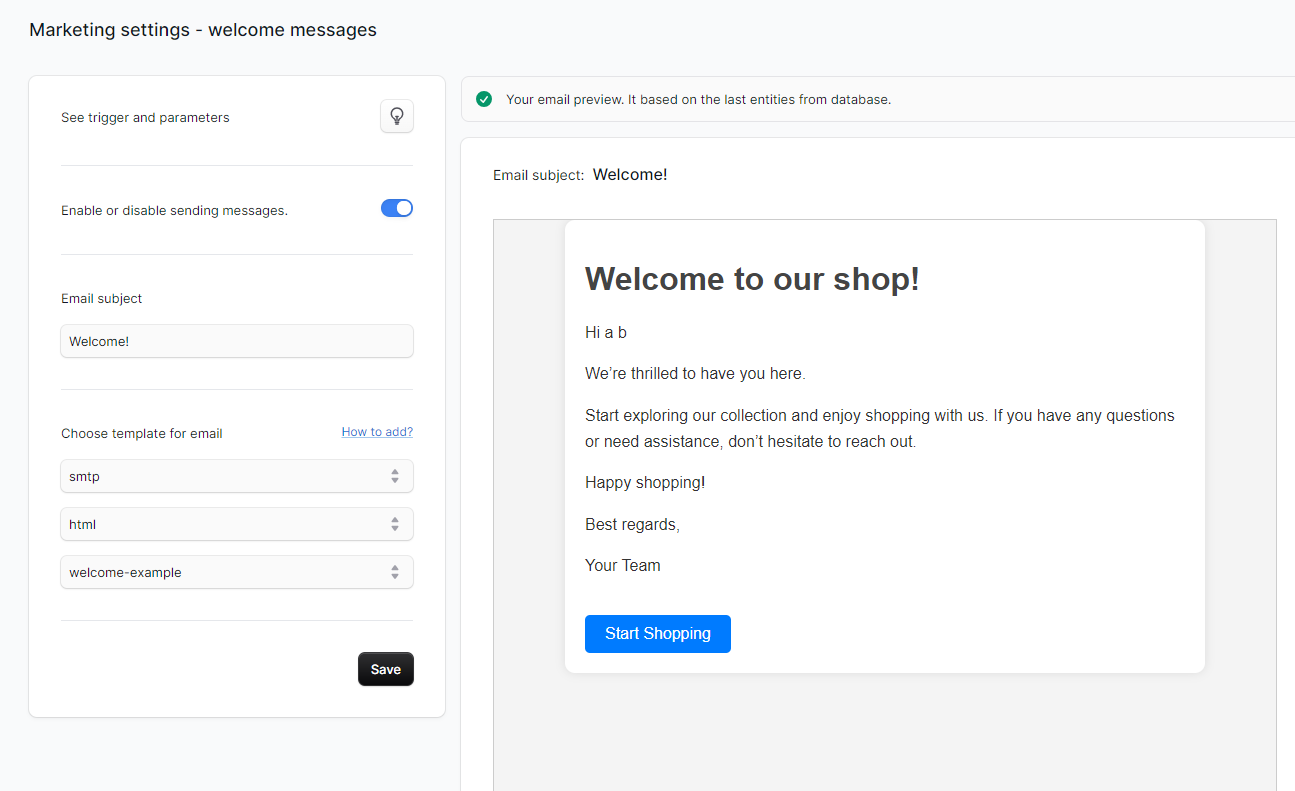 Marketing settings - welcome messages
See trigger and parameters
Enable or disable sending messages.
Email subject
Welcome!
Choose template for email
How to add?
smtp
html
welcome-example
Save
Your email preview. It based on the last entities from database.
Email subject: Welcome!
Welcome to our shop!
Hi a b
We’re thrilled to have you here.
Start exploring our collection and enjoy shopping with us. If you have any questions
or need assistance, don’t hesitate to reach out.
Happy shopping!
Best regards,
Your Team
Start Shopping